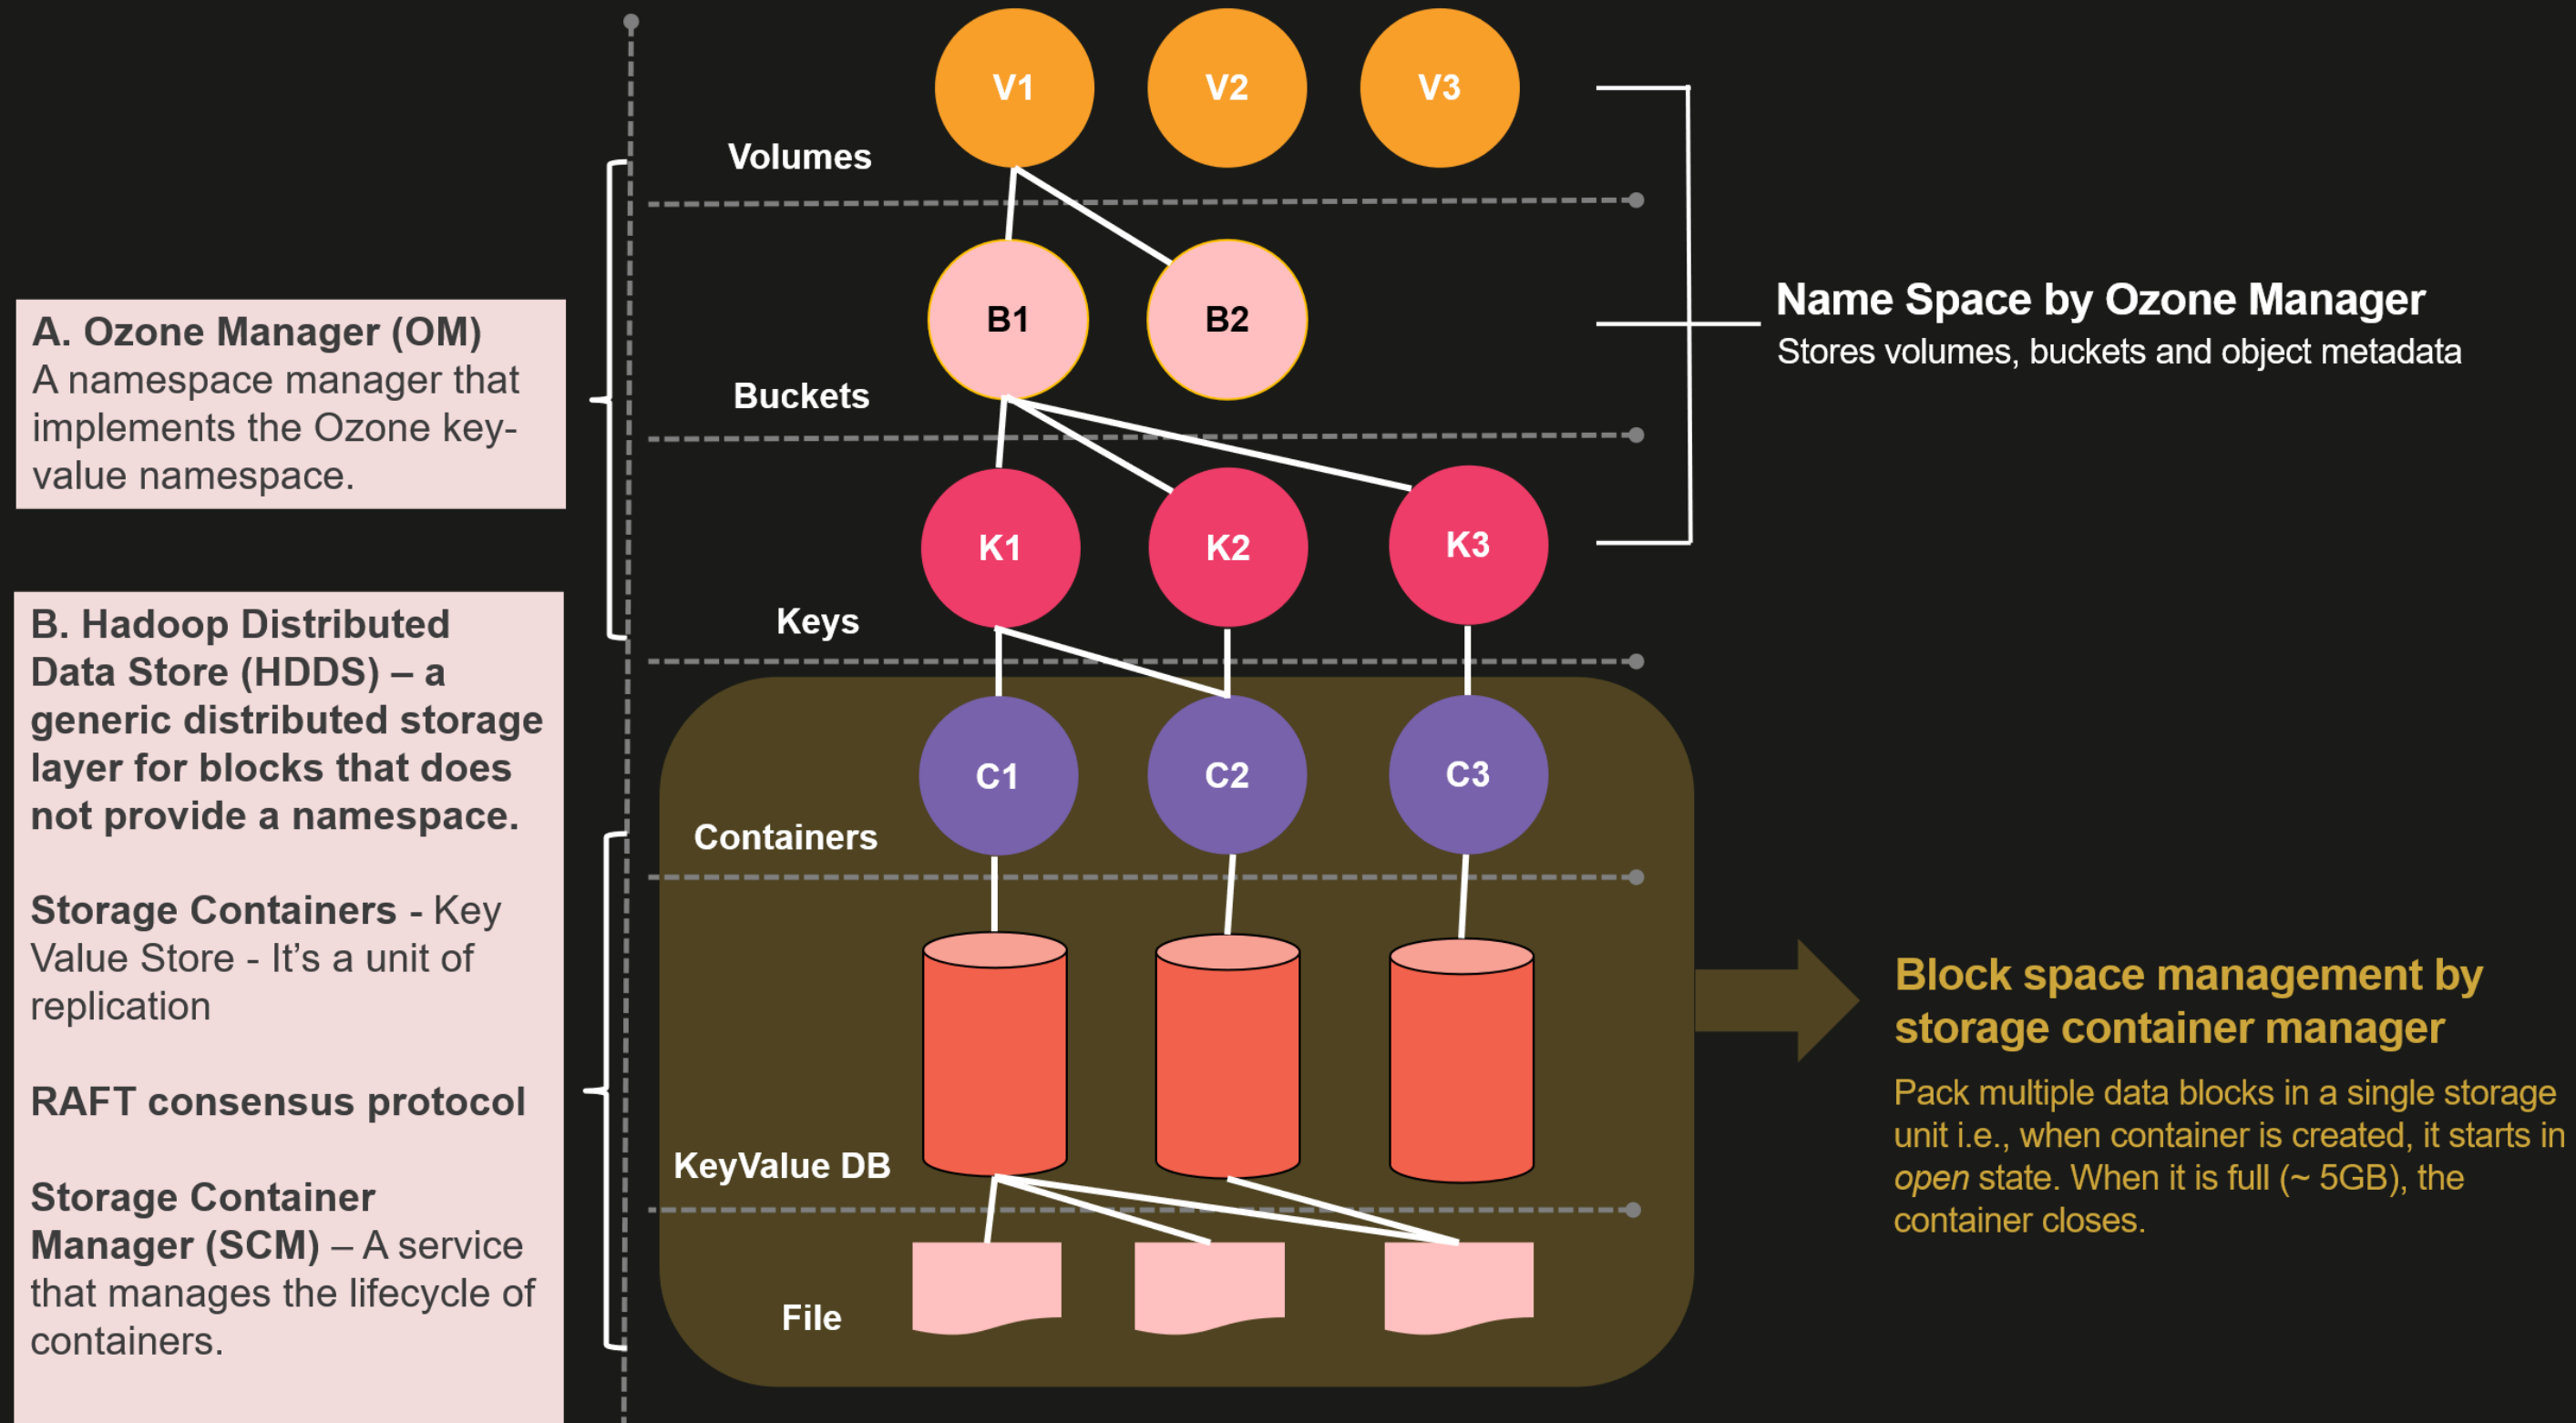 V1
V2
V3
Volumes
B1
B2
Buckets
K1
K2
K3
Keys
C1
C2
C3
Containers
KeyValue DB
File
A. Ozone Manager (OM)
A namespace manager that
implements the Ozone key-
value namespace.
B. Hadoop Distributed
Data Store (HDDS) – a
generic distributed storage
layer for blocks that does
not provide a namespace.
Storage Containers - Key
Value Store - It’s a unit of
replication
RAFT consensus protocol
Storage Container
Manager (SCM) – A service
that manages the lifecycle of
containers.
Name Space by Ozone Manager
Stores volumes, buckets and object metadata
Block space management by
storage container manager
Pack multiple data blocks in a single storage
unit i.e., when container is created, it starts in
open state. When it is full (~ 5GB), the
container closes.